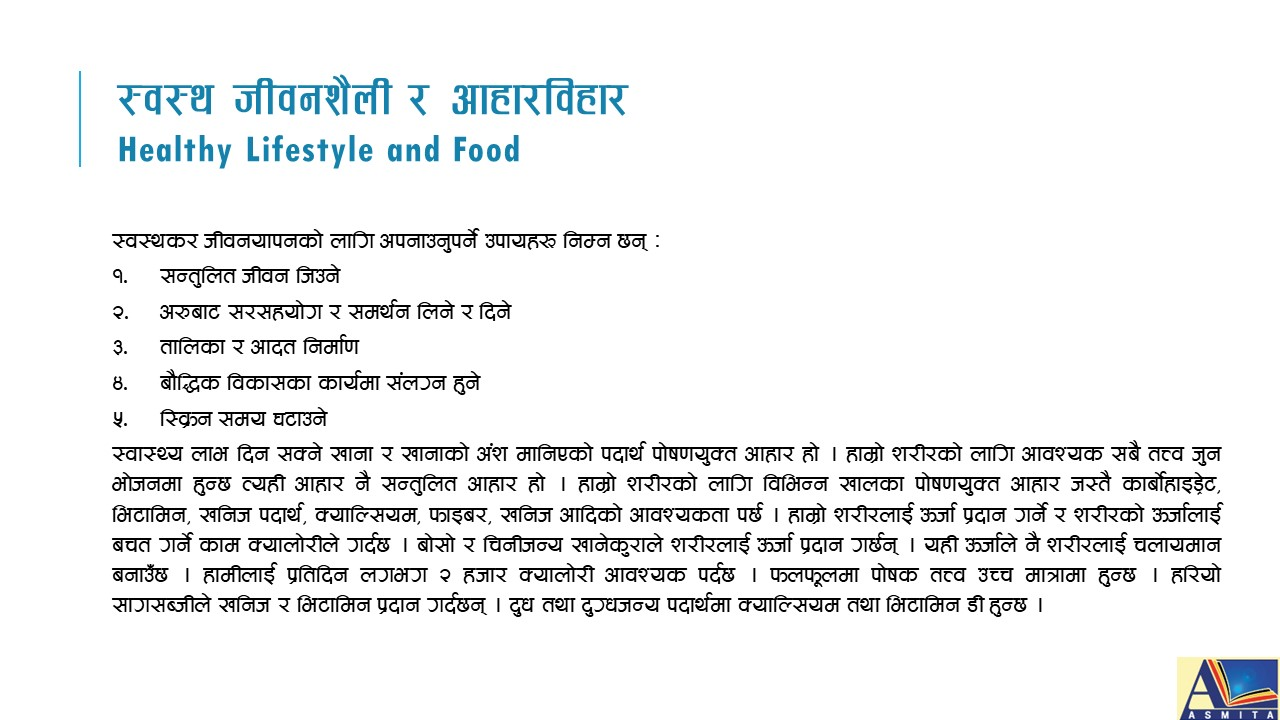 स्वस्थ जीवनशैली र आहारविहार
Healthy Lifestyle and Food
स्वस्थकर जीवनयापनको लागि अपनाउनुपर्ने उपायहरू निम्न छन् :
१. सन्तुलित जीवन जिउने
२. अरुबाट सरसहयोग र समर्थन लिने र दिने
३. तालिका र आदत निर्माण
४. बौद्धिक विकासका कार्यमा संलग्न हुने
५. स्क्रिन समय घटाउने
स्वास्थ्य लाभ दिन सक्ने खाना र खानाको अंश मानिएको पदार्थ पोषणयुक्त आहार हो । हाम्रो शरीरको लागि आवश्यक सबै तत्त्व जुन
भोजनमा हुन्छ त्यही आहार नै सन्तुलित आहार हो । हाम्रो शरीरको लागि विभिन्न खालका पोषणयुक्त आहार जस्तै कार्बोहाइड्रेट,
भिटामिन, खनिज पदार्थ, क्याल्सियम, फाइबर, खनिज आदिको आवश्यकता पर्छ । हाम्रो शरीरलाई ऊर्जा प्रदान गर्ने र शरीरको ऊर्जालाई
बचत गर्ने काम क्यालोरीले गर्दछ । बोसो र चिनीजन्य खानेकुराले शरीरलाई ऊर्जा प्रदान गर्छन् । यही ऊर्जाले नै शरीरलाई चलायमान
बनाउँछ । हामीलाई प्रतिदिन लगभग २ हजार क्यालोरी आवश्यक पर्दछ । फलफूलमा पोषक तत्त्व उच्च मात्रामा हुन्छ । हरियो
सागसब्जीले खनिज र भिटामिन प्रदान गर्दछन् । दुध तथा दुग्धजन्य पदार्थमा क्याल्सियम तथा भिटामिन डी हुन्छ ।
ASMITA